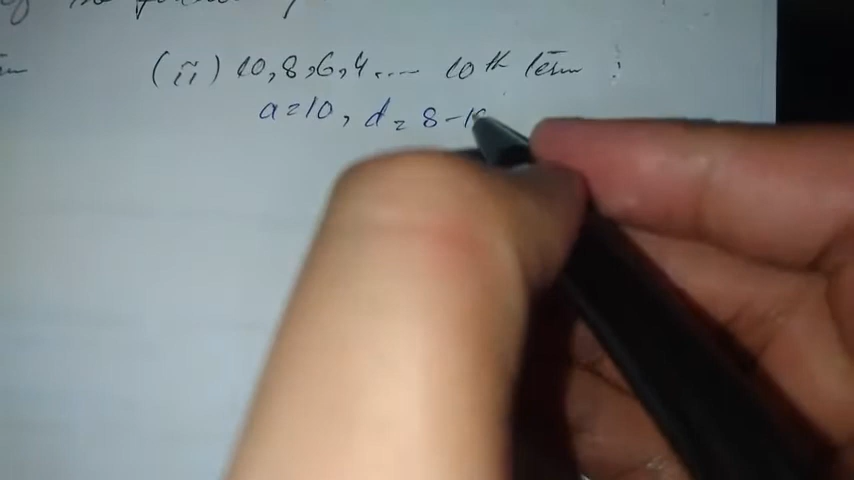 (ii) 10, 8, 6, 4 .... 10th term :
a = 10, d = 8 - 10